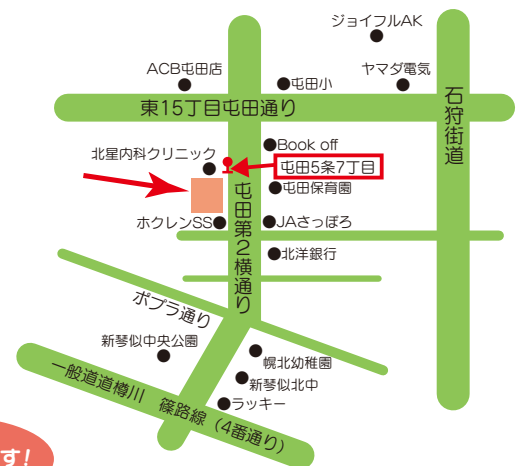 ジョイフルAK
ACB屯田店
屯田小
ヤマダ電気
東15丁目屯田通り
石狩街道
Book off
北星内科クリニック
屯田5条7丁目
屯田保育園
屯田第2横通り
ホクレンSS
JAさっぽろ
北洋銀行
ポプラ通り
新琴似中央公園
幌北幼稚園
新琴似北中
ラッキー
一般道道樽川 篠路線(4番通り)
す!